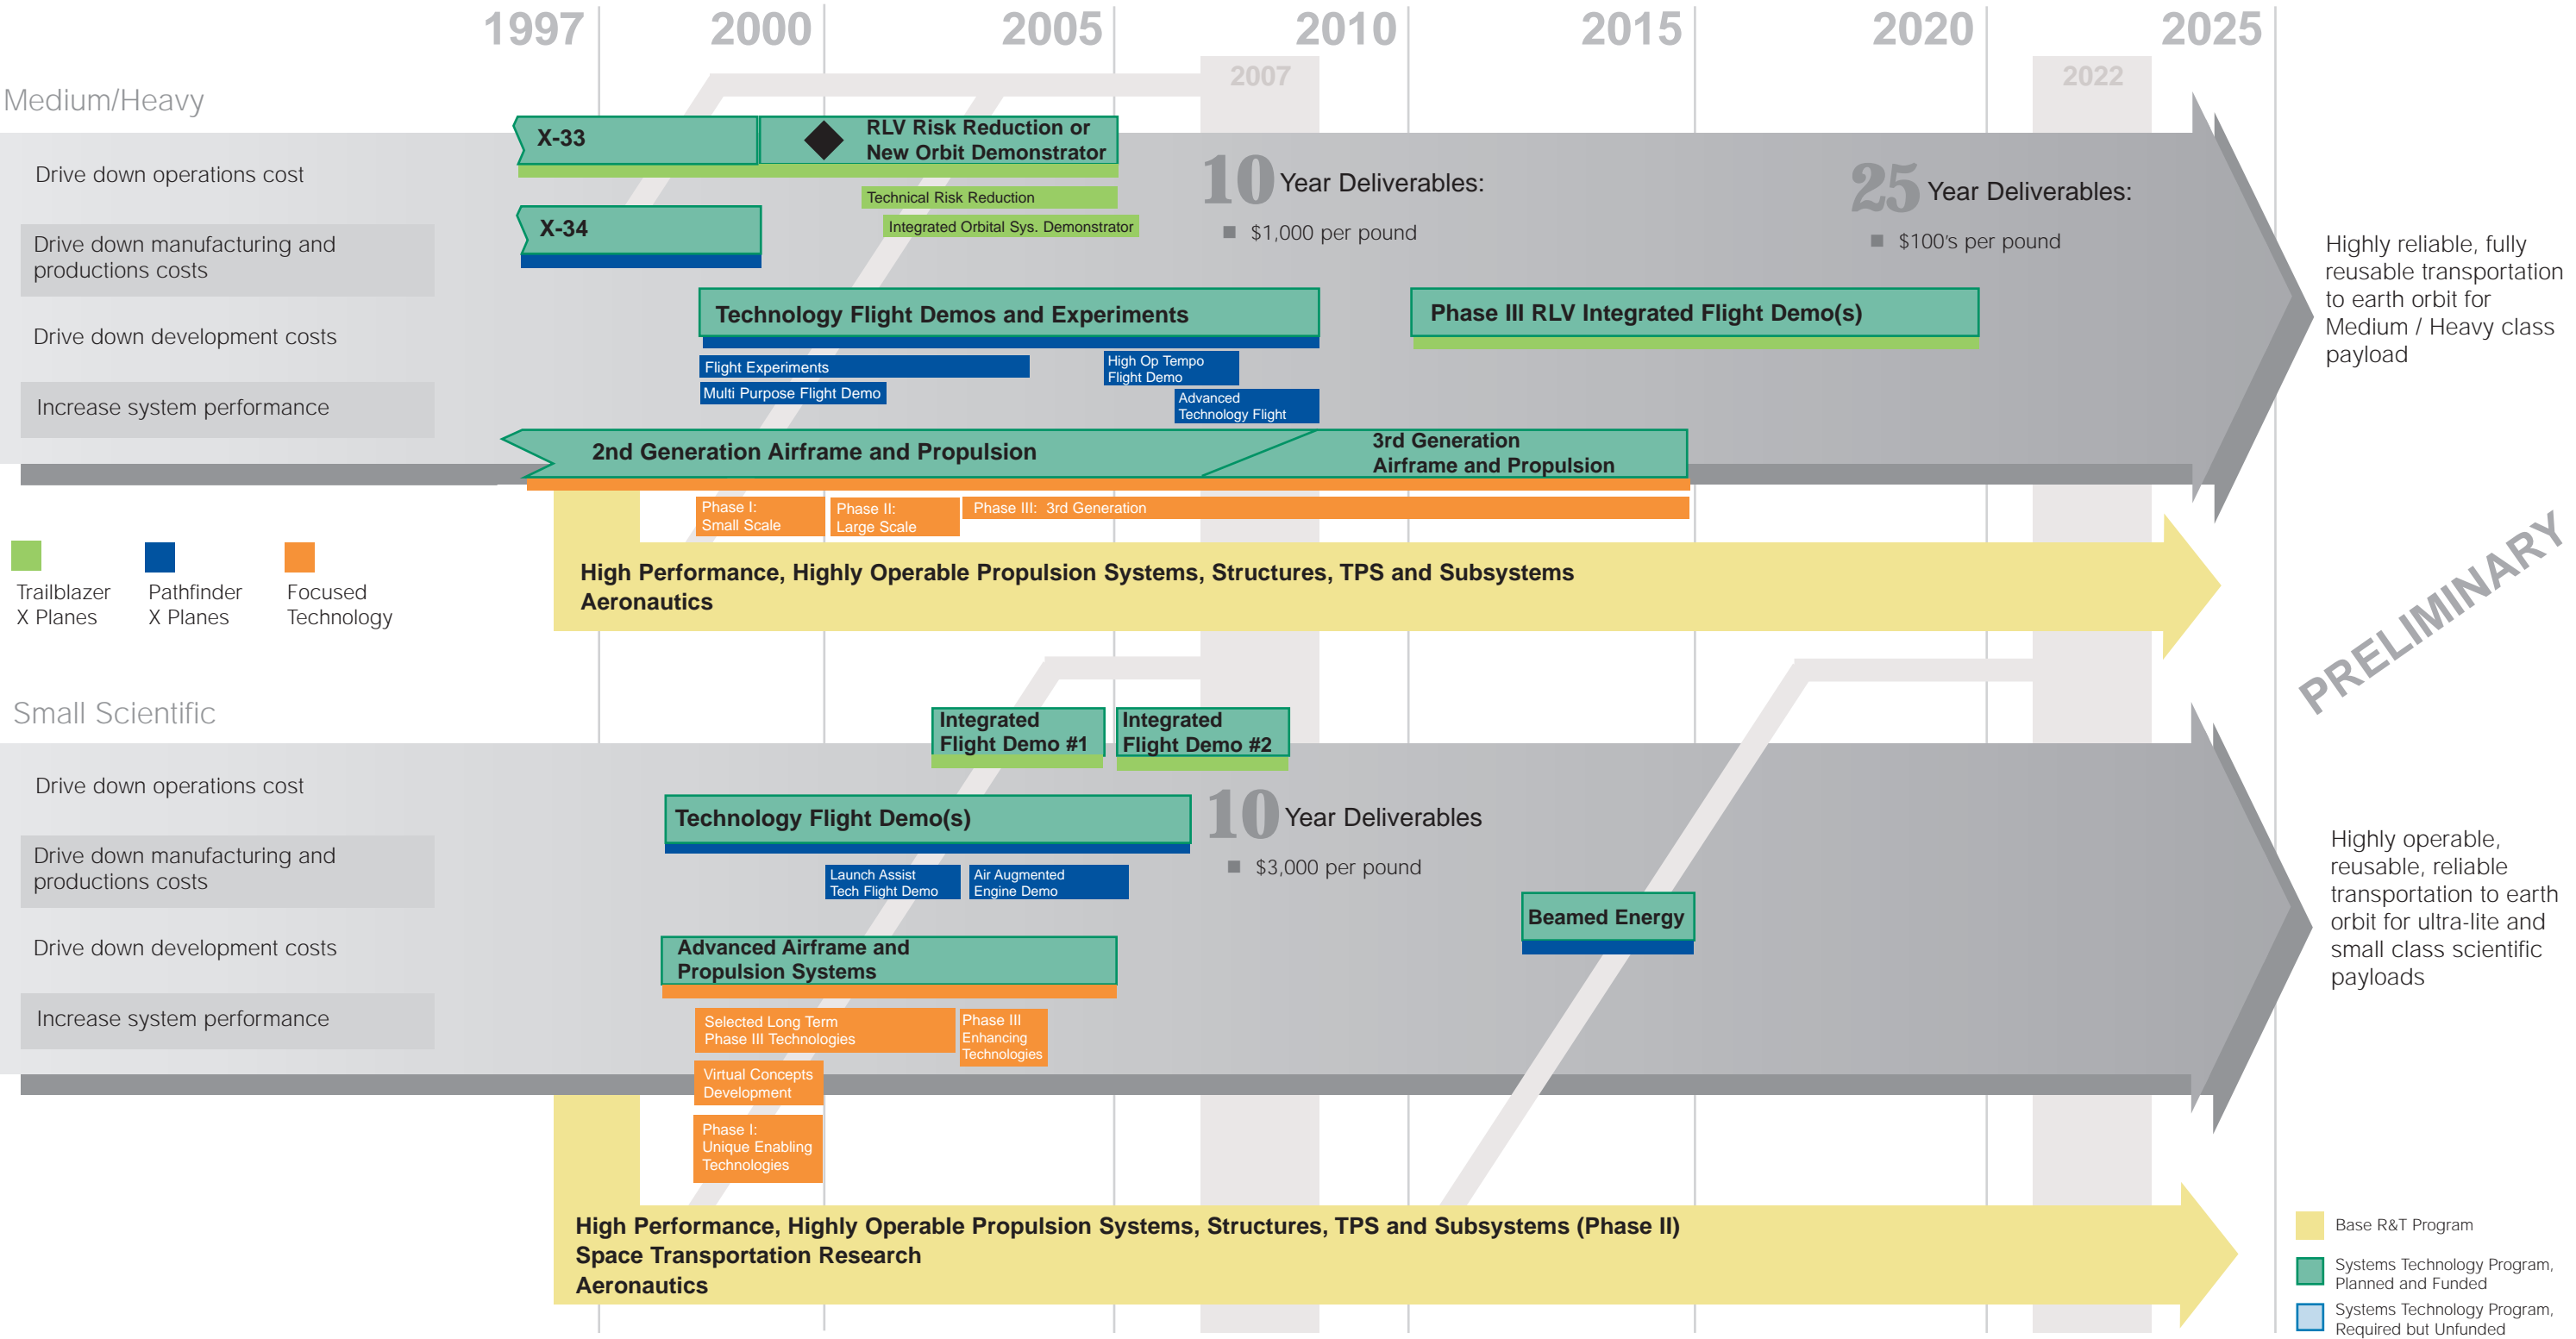 1997
2000
2005
2010
2015
2020
2025
2007
2022
Medium/Heavy
Drive down operations cost
Drive down manufacturing and
productions costs
Drive down development costs
Increase system performance
X-33
RLV Risk Reduction or
New Orbit Demonstrator
Technical Risk Reduction
Integrated Orbital Sys. Demonstrator
X-34
10 Year Deliverables:
■ $1,000 per pound
25 Year Deliverables:
■ $100's per pound
Technology Flight Demos and Experiments
Flight Experiments
Multi Purpose Flight Demo
High Op Tempo
Flight Demo
Advanced
Technology Flight
Phase III RLV Integrated Flight Demo(s)
2nd Generation Airframe and Propulsion
3rd Generation
Airframe and Propulsion
Phase I:
Small Scale
Phase II:
Large Scale
Phase III: 3rd Generation
Highly reliable, fully
reusable transportation
to earth orbit for
Medium / Heavy class
payload
Trailblazer
X Planes
Pathfinder
X Planes
Focused
Technology
High Performance, Highly Operable Propulsion Systems, Structures, TPS and Subsystems
Aeronautics
PRELIMINARY
Small Scientific
Drive down operations cost
Drive down manufacturing and
productions costs
Drive down development costs
Increase system performance
Integrated
Flight Demo #1
Integrated
Flight Demo #2
Technology Flight Demo(s)
Launch Assist
Tech Flight Demo
Air Augmented
Engine Demo
10 Year Deliverables
■ $3,000 per pound
Beamed Energy
Advanced Airframe and
Propulsion Systems
Selected Long Term
Phase III Technologies
Phase III
Enhancing
Technologies
Virtual Concepts
Development
Phase I:
Unique Enabling
Technologies
Highly operable,
reusable, reliable
transportation to earth
orbit for ultra-lite and
small class scientific
payloads
High Performance, Highly Operable Propulsion Systems, Structures, TPS and Subsystems (Phase II)
Space Transportation Research
Aeronautics
Base R&T Program
Systems Technology Program,
Planned and Funded
Systems Technology Program,
Required but Unfunded